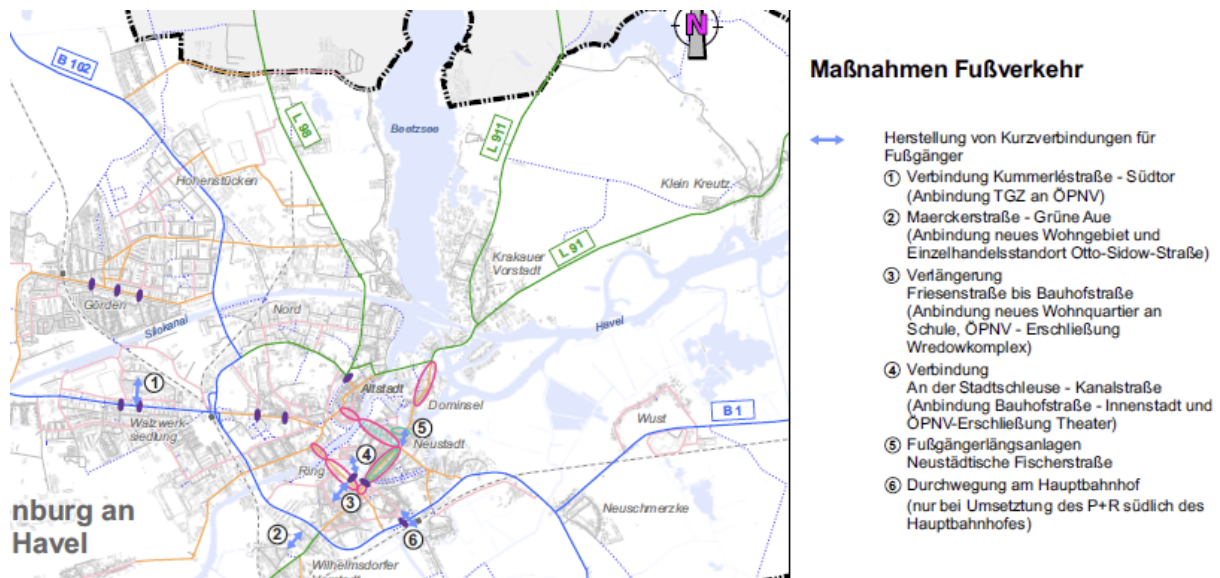 N
B 102
L 98
Beetzsee
L 911
Klein Kreutz
Hohenstücken
L 91
Krakauer
Vorstadt
Görden
Nord
Silokanal
Havel
1
Altstadt
Dominsel
Walzwerk-
siedlung
B 1
Wust
5
Neustadt
4
Ring
3
nburg an
Havel
Neuschmerzke
2
6
Wilhelmsdorfer
Vorstadt
Maßnahmen Fußverkehr
Herstellung von Kurzverbindungen für
Fußgänger
1 Verbindung Kummerléstraße - Südtor
(Anbindung TGZ an ÖPNV)
2 Maerckerstraße - Grüne Aue
(Anbindung neues Wohngebiet und
Einzelhandelsstandort Otto-Sidow-Straße)
3 Verlängerung
Friesenstraße bis Bauhofstraße
(Anbindung neues Wohnquartier an
Schule, ÖPNV - Erschließung
Wredowkomplex)
4 Verbindung
An der Stadtschleuse - Kanalstraße
(Anbindung Bauhofstraße - Innenstadt und
ÖPNV-Erschließung Theater)
5 Fußgängerlängsanlagen
Neustädtische Fischerstraße
6 Durchwegung am Hauptbahnhof
(nur bei Umsetztung des P+R südlich des
Hauptbahnhofes)